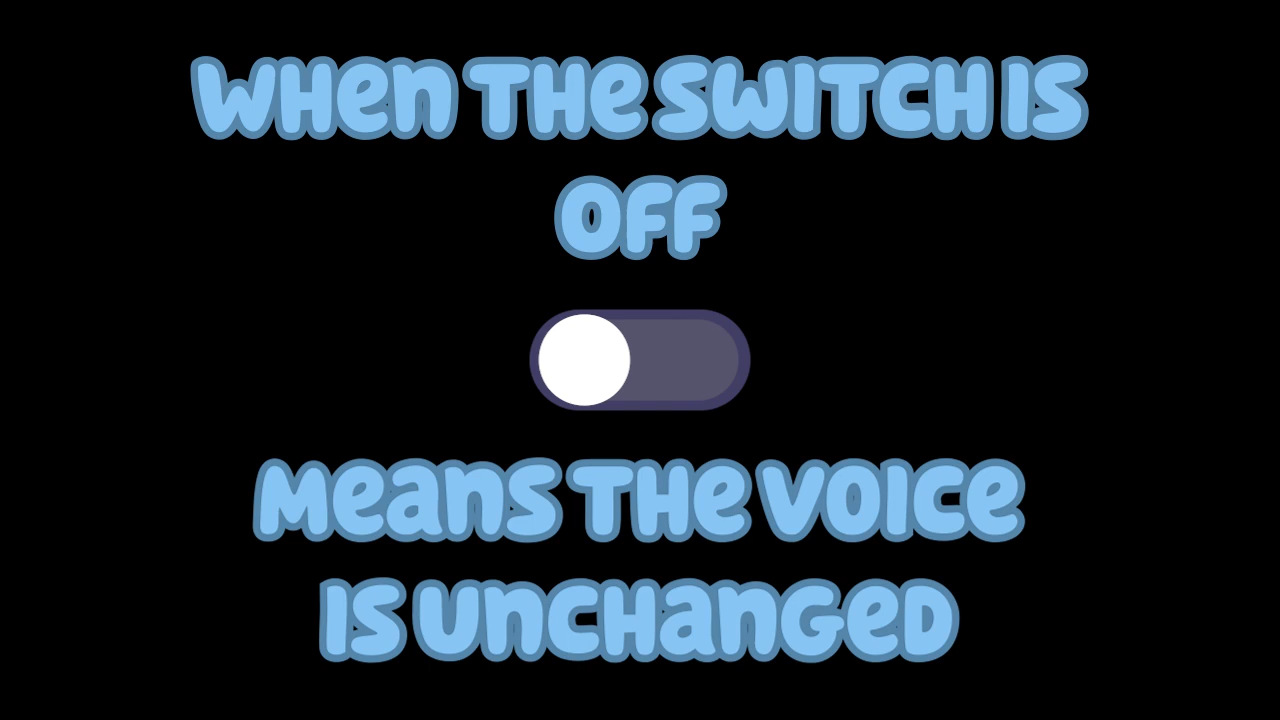 WHEN THE SWITCH IS
OFF
MEANS THE VOICE
IS UNCHANGED